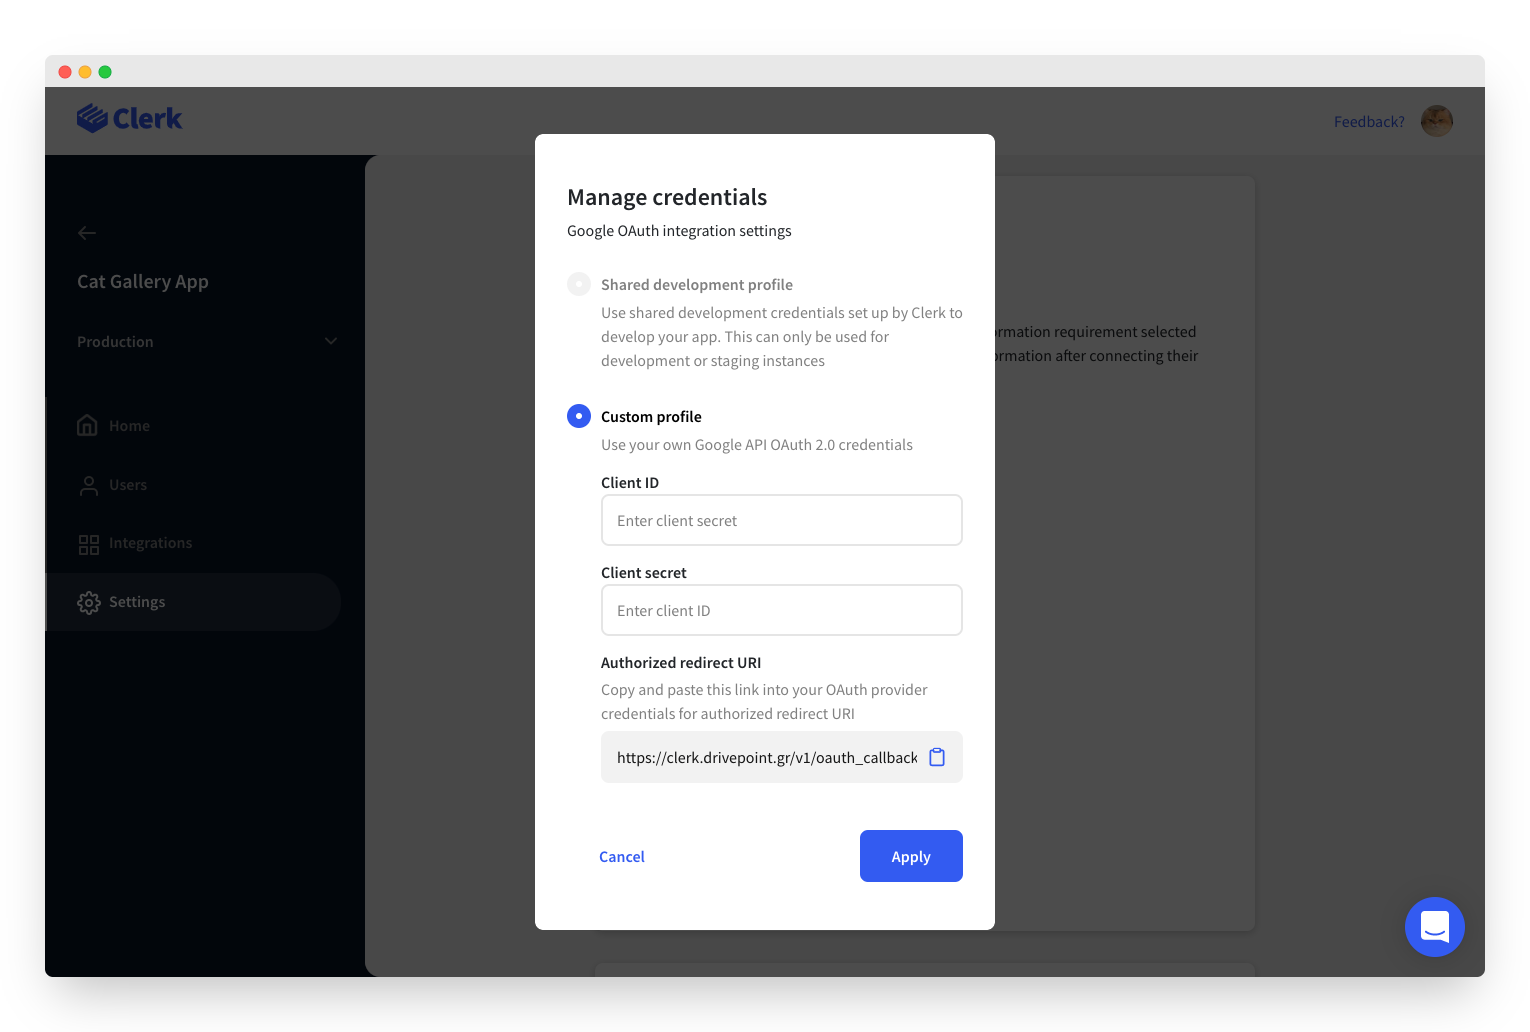 Clerk
Feedback?
Cat Gallery App
Production
Home
Users
Integrations
Settings
Manage credentials
Google OAuth integration settings
Shared development profile
Use shared development credentials set up by Clerk to
develop your app. This can only be used for
development or staging instances
Custom profile
Use your own Google API OAuth 2.0 credentials
Client ID
Enter client secret
Client secret
Enter client ID
Authorized redirect URI
Copy and paste this link into your OAuth provider
credentials for authorized redirect URI
https://clerk.drivepoint.gr/v1/oauth_callback
Cancel
Apply
requirement selected
after connecting their